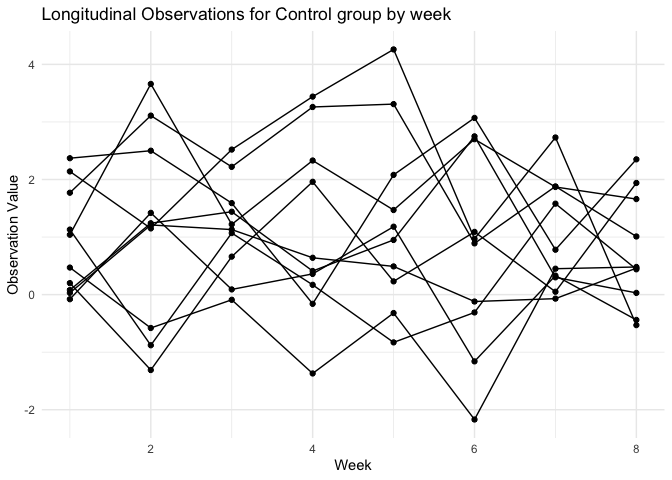 Longitudinal Observations for Control group by week
4
2
0
-2
Observation Value
2
4
6
8
Week